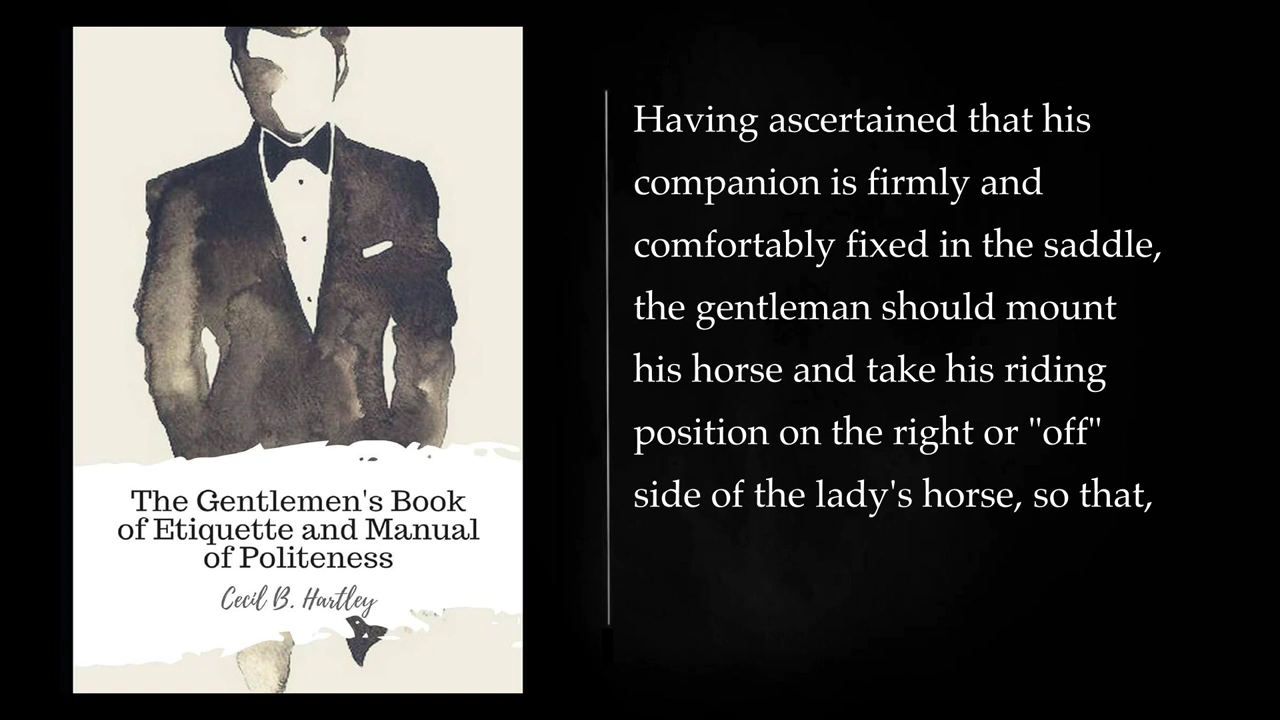 The Gentlemen's Book
of Etiquette and Manual
of Politeness
Cecil B. Hartley
Having ascertained that his
companion is firmly and
comfortably fixed in the saddle,
the gentleman should mount
his horse and take his riding
position on the right or "off"
side of the lady's horse, so that,